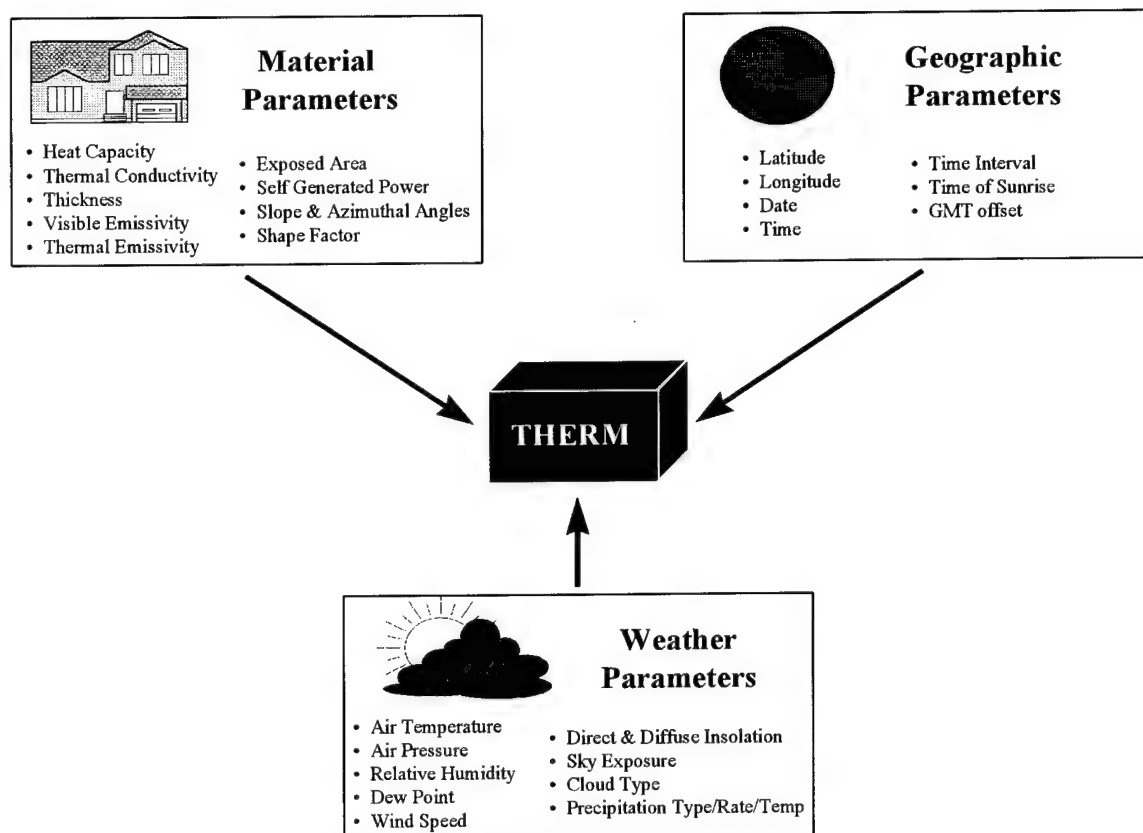 Material
Parameters
• Heat Capacity
• Thermal Conductivity
• Thickness
• Visible Emissivity
• Thermal Emissivity
• Exposed Area
• Self Generated Power
• Slope & Azimuthal Angles
• Shape Factor
Geographic
Parameters
• Latitude
• Longitude
• Date
• Time
• Time Interval
• Time of Sunrise
• GMT offset
THERM
Weather
Parameters
• Air Temperature
• Air Pressure
• Relative Humidity
• Dew Point
• Wind Speed
• Direct & Diffuse Insolation
• Sky Exposure
• Cloud Type
• Precipitation Type/Rate/Temp